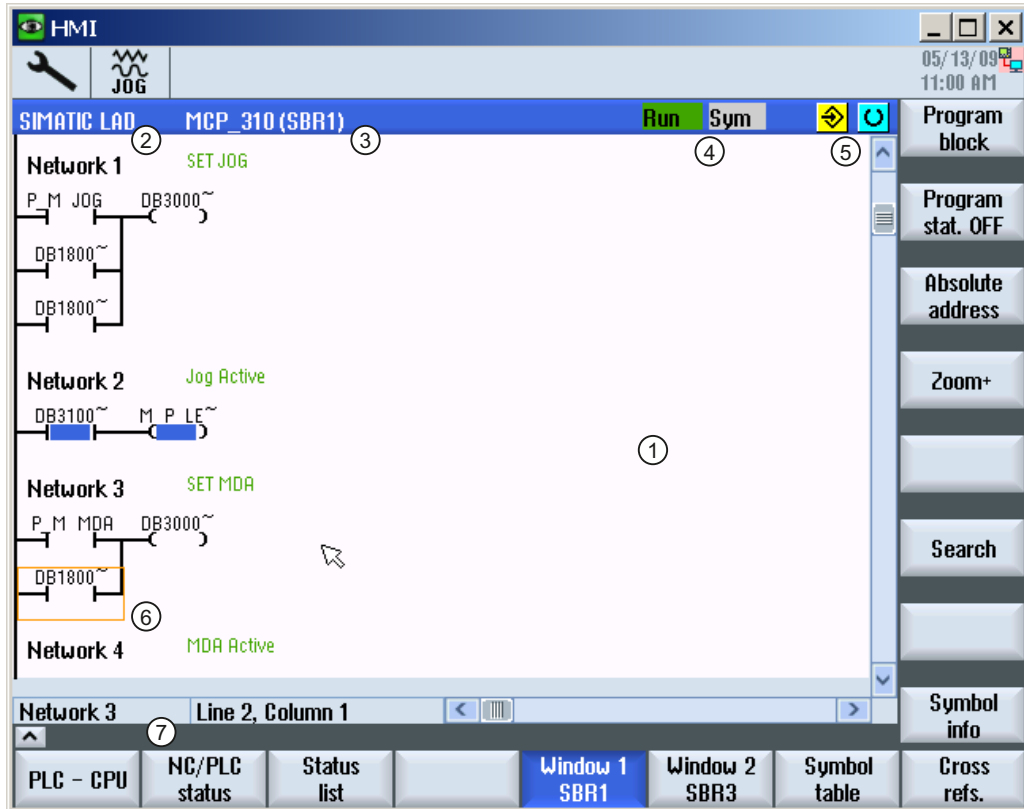 HMI
JOG
05/13/09
11:00 AM
SIMATIC LAD MCP_310 (SBR1) Run Sym
2 3 4 5
Program block
Network 1 SET JOG
P_M JOG DB3000~
DB1800~
DB1800~
Program stat. OFF
Absolute address
Network 2 Jog Active
DB3100~ M P LE~
Zoom+
1
Network 3 SET MDA
P_M MDA DB3000~
DB1800~
6
Search
Network 4 MDA Active
Network 3 Line 2, Column 1
7
Symbol info
PLC - CPU
NC/PLC status
Status list
Window 1 SBR1
Window 2 SBR3
Symbol table
Cross refs.